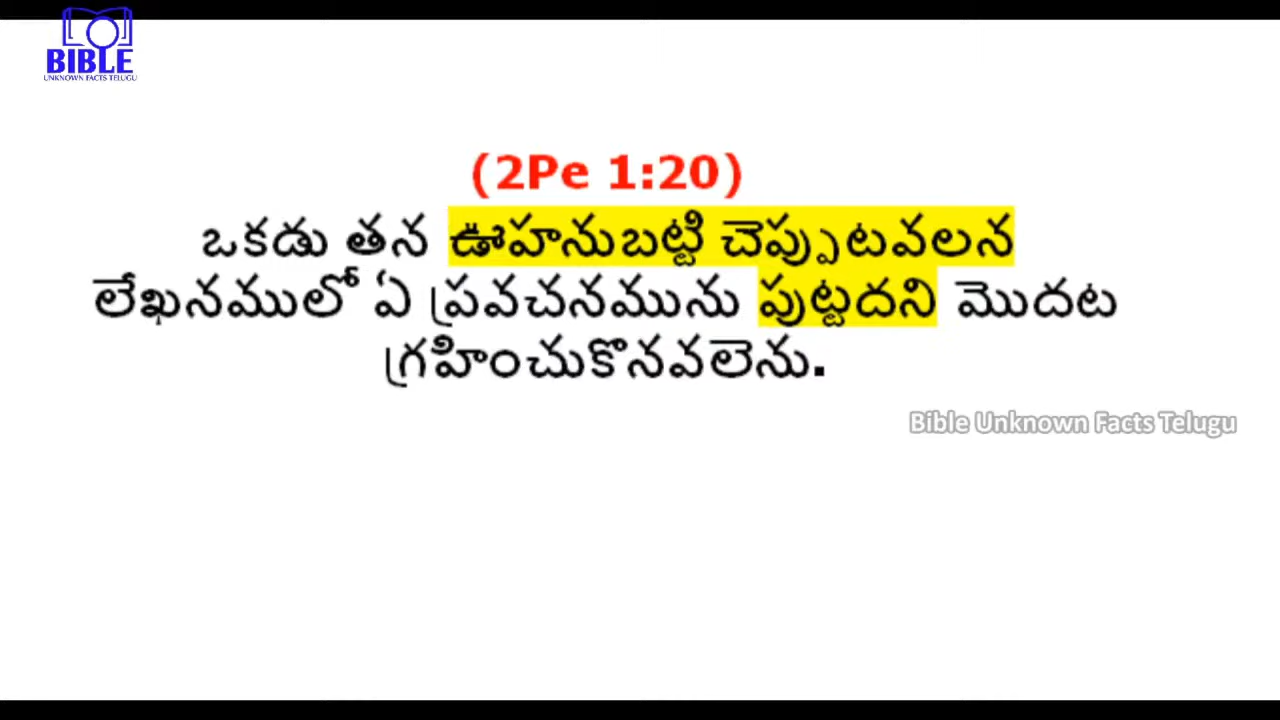 BIBLE
UNKNOWN FACTS TELUGU
(2Pe 1:20)
ఒకడు తన ఊహనుబట్టి చెప్పుటవలన
లేఖనములో ఏ ప్రవచనమును పుట్టదని మొదట
గ్రహించుకొనవలెను.
Bible Unknown Facts Telugu